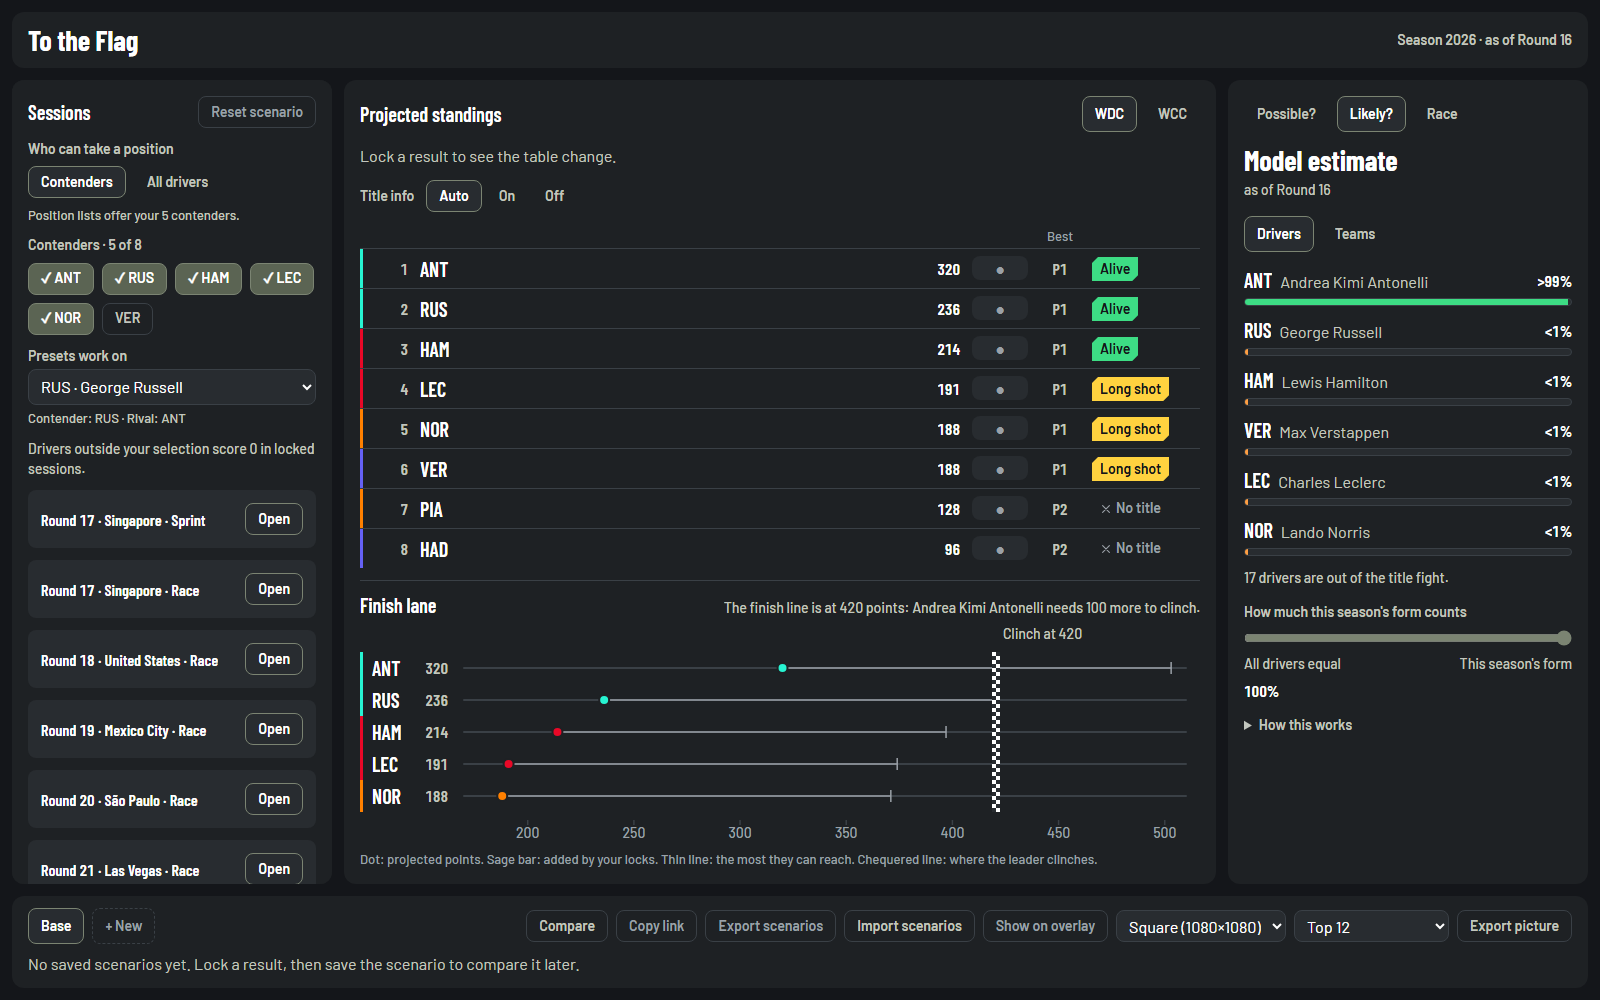 To the Flag
Season 2026 · as of Round 16
Sessions
Reset scenario
Who can take a position
Contenders
All drivers
Position lists offer your 5 contenders.
Contenders · 5 of 8
✓ ANT
✓ RUS
✓ HAM
✓ LEC
✓ NOR
VER
Presets work on
RUS · George Russell
Contender: RUS · Rival: ANT
Drivers outside your selection score 0 in locked
sessions.
Round 17 · Singapore · Sprint
Open
Round 17 · Singapore · Race
Open
Round 18 · United States · Race
Open
Round 19 · Mexico City · Race
Open
Round 20 · São Paulo · Race
Open
Round 21 · Las Vegas · Race
Open
Projected standings
WDC
WCC
Lock a result to see the table change.
Title info
Auto
On
Off
Best
1 ANT 320 P1 Alive
2 RUS 236 P1 Alive
3 HAM 214 P1 Alive
4 LEC 191 P1 Long shot
5 NOR 188 P1 Long shot
6 VER 188 P1 Long shot
7 PIA 128 P2 × No title
8 HAD 96 P2 × No title
Finish lane
The finish line is at 420 points: Andrea Kimi Antonelli needs 100 more to clinch.
Clinch at 420
ANT 320
RUS 236
HAM 214
LEC 191
NOR 188
200 250 300 350 400 450 500
Dot: projected points. Sage bar: added by your locks. Thin line: the most they can reach. Chequered line: where the leader clinches.
Possible?
Likely?
Race
Model estimate
as of Round 16
Drivers
Teams
ANT Andrea Kimi Antonelli >99%
RUS George Russell <1%
HAM Lewis Hamilton <1%
VER Max Verstappen <1%
LEC Charles Leclerc <1%
NOR Lando Norris <1%
17 drivers are out of the title fight.
How much this season's form counts
All drivers equal
This season's form
100%
How this works
Base
+ New
Compare
Copy link
Export scenarios
Import scenarios
Show on overlay
Square (1080×1080)
Top 12
Export picture
No saved scenarios yet. Lock a result, then save the scenario to compare it later.